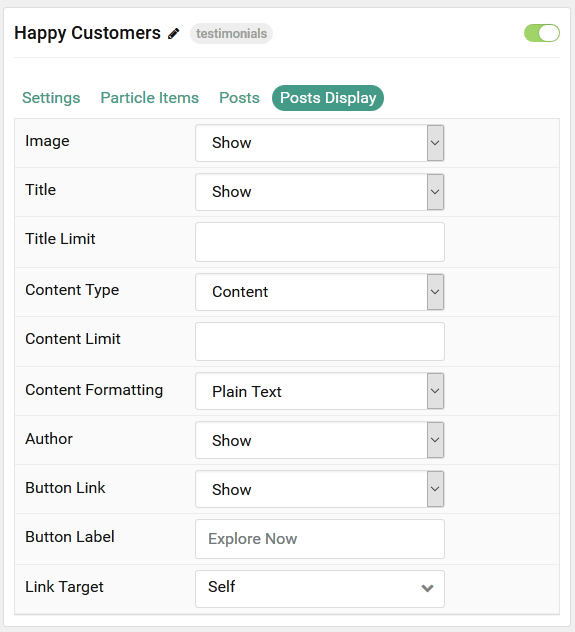 Happy Customers testimonials
Settings Particle Items Posts Posts Display
Image Show
Title Show
Title Limit
Content Type Content
Content Limit
Content Formatting Plain Text
Author Show
Button Link Show
Button Label Explore Now
Link Target Self